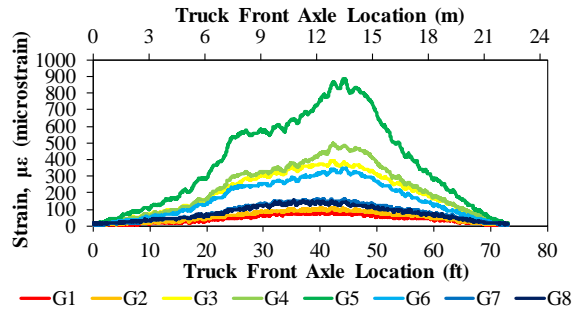 Truck Front Axle Location (m)
0 3 6 9 12 15 18 21 24
Strain, με (microstrain)
1000
900
800
700
600
500
400
300
200
100
0
0 10 20 30 40 50 60 70 80
Truck Front Axle Location (ft)
G1 G2 G3 G4 G5 G6 G7 G8